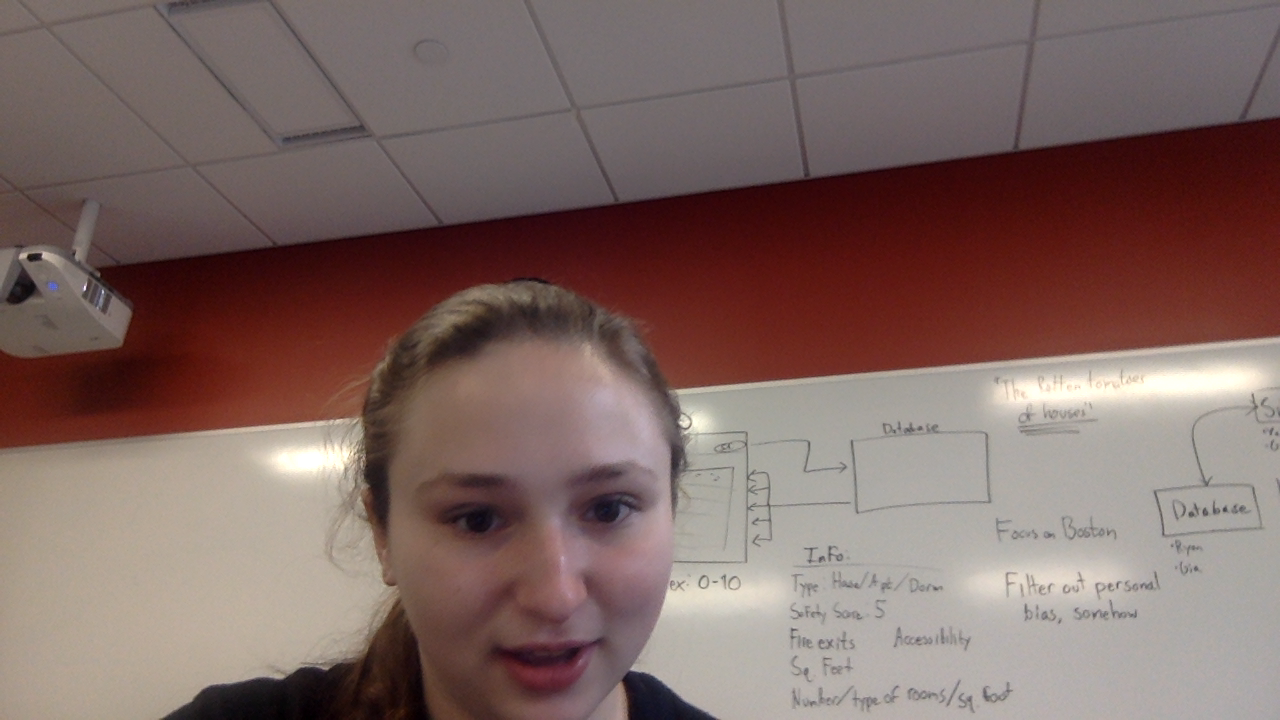 "The Rotten tomatoes
of houses"
Database
Database
Focus on Boston
Filter out personal
bias, somehow
ex: 0-10
Info:
Type: House/Apt/Dorm
Safety Score: 5
Fire exits Accessibility
Sq. Feet
Number/type of rooms/sq. foot